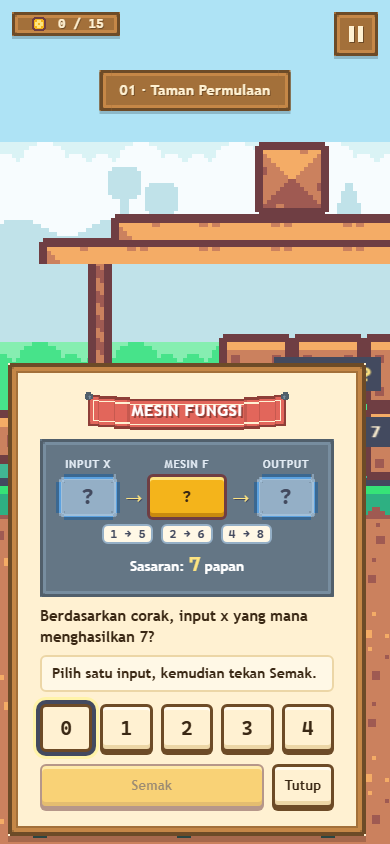 0 / 15
01 · Taman Permulaan
?
7
MESIN FUNGSI
INPUT X MESIN F OUTPUT
? → ? → ?
1 → 5 2 → 6 4 → 8
Sasaran: 7 papan
Berdasarkan corak, input x yang mana
menghasilkan 7?
Pilih satu input, kemudian tekan Semak.
0 1 2 3 4
Semak Tutup